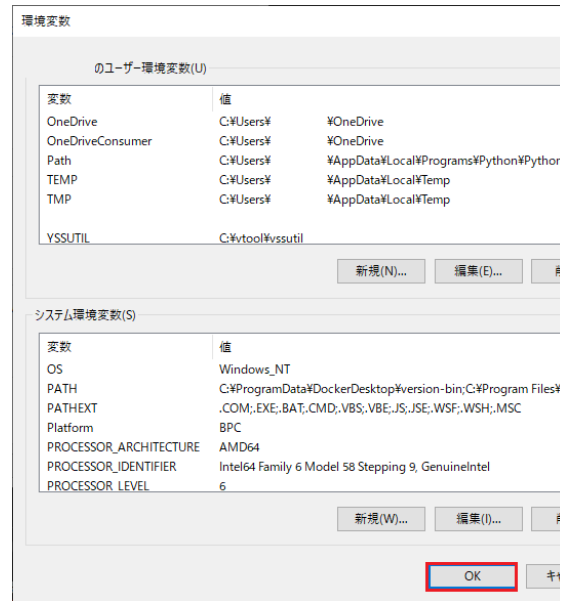 環境変数
のユーザー環境変数(U)
変数 値
OneDrive C:¥Users¥ ¥OneDrive
OneDriveConsumer C:¥Users¥ ¥OneDrive
Path C:¥Users¥ ¥AppData¥Local¥Programs¥Python¥Python
TEMP C:¥Users¥ ¥AppData¥Local¥Temp
TMP C:¥Users¥ ¥AppData¥Local¥Temp
YSSUTIL C:¥vtool¥vssutil
新規(N)... 編集(E)...
システム環境変数(S)
変数 値
OS Windows_NT
PATH C:¥ProgramData¥DockerDesktop¥version-bin;C:¥Program Files¥
PATHEXT .COM;.EXE;.BAT;.CMD;.VBS;.VBE;.JS;.JSE;.WSF;.WSH;.MSC
Platform BPC
PROCESSOR_ARCHITECTURE AMD64
PROCESSOR_IDENTIFIER Intel64 Family 6 Model 58 Stepping 9, GenuineIntel
PROCESSOR_LEVEL 6
新規(W)... 編集(I)...
OK キ